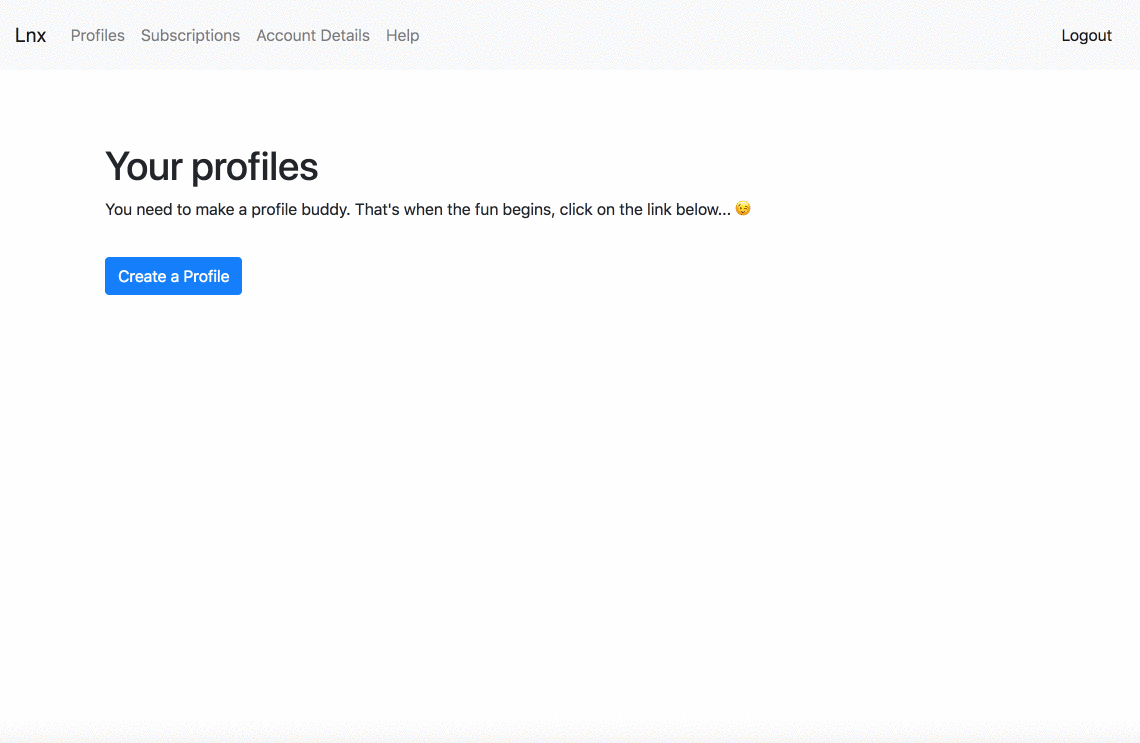 Lnx Profiles Subscriptions Account Details Help Logout
Your profiles
You need to make a profile buddy. That's when the fun begins, click on the link below... 😉
Create a Profile